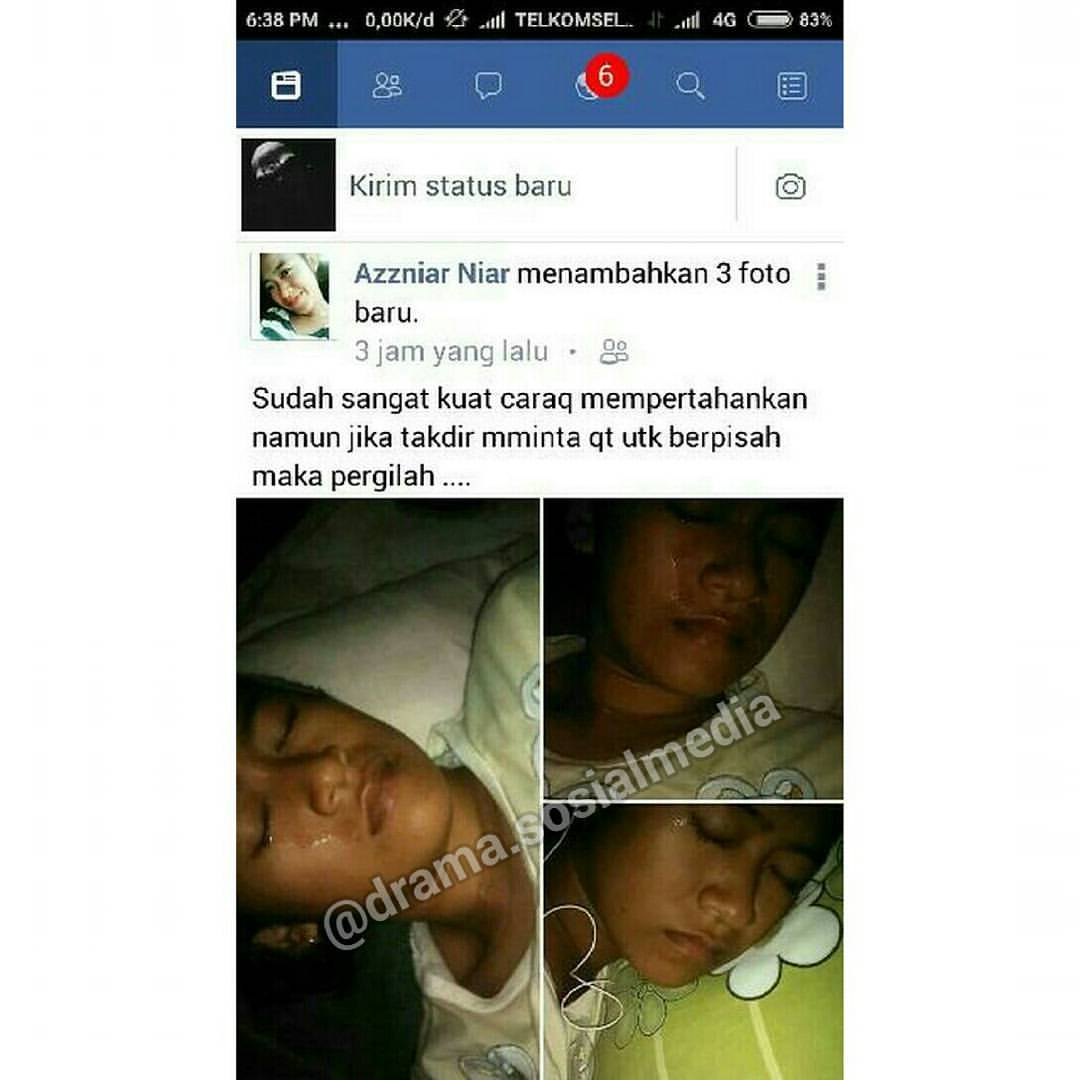 6:38 PM ... 0,00K/d TELKOMSEL.. 4G 83%
6
Kirim status baru
Azzniar Niar menambahkan 3 foto
baru.
3 jam yang lalu
Sudah sangat kuat caraq mempertahankan
namun jika takdir mminta qt utk berpisah
maka pergilah ....
@drama.sosialmedia